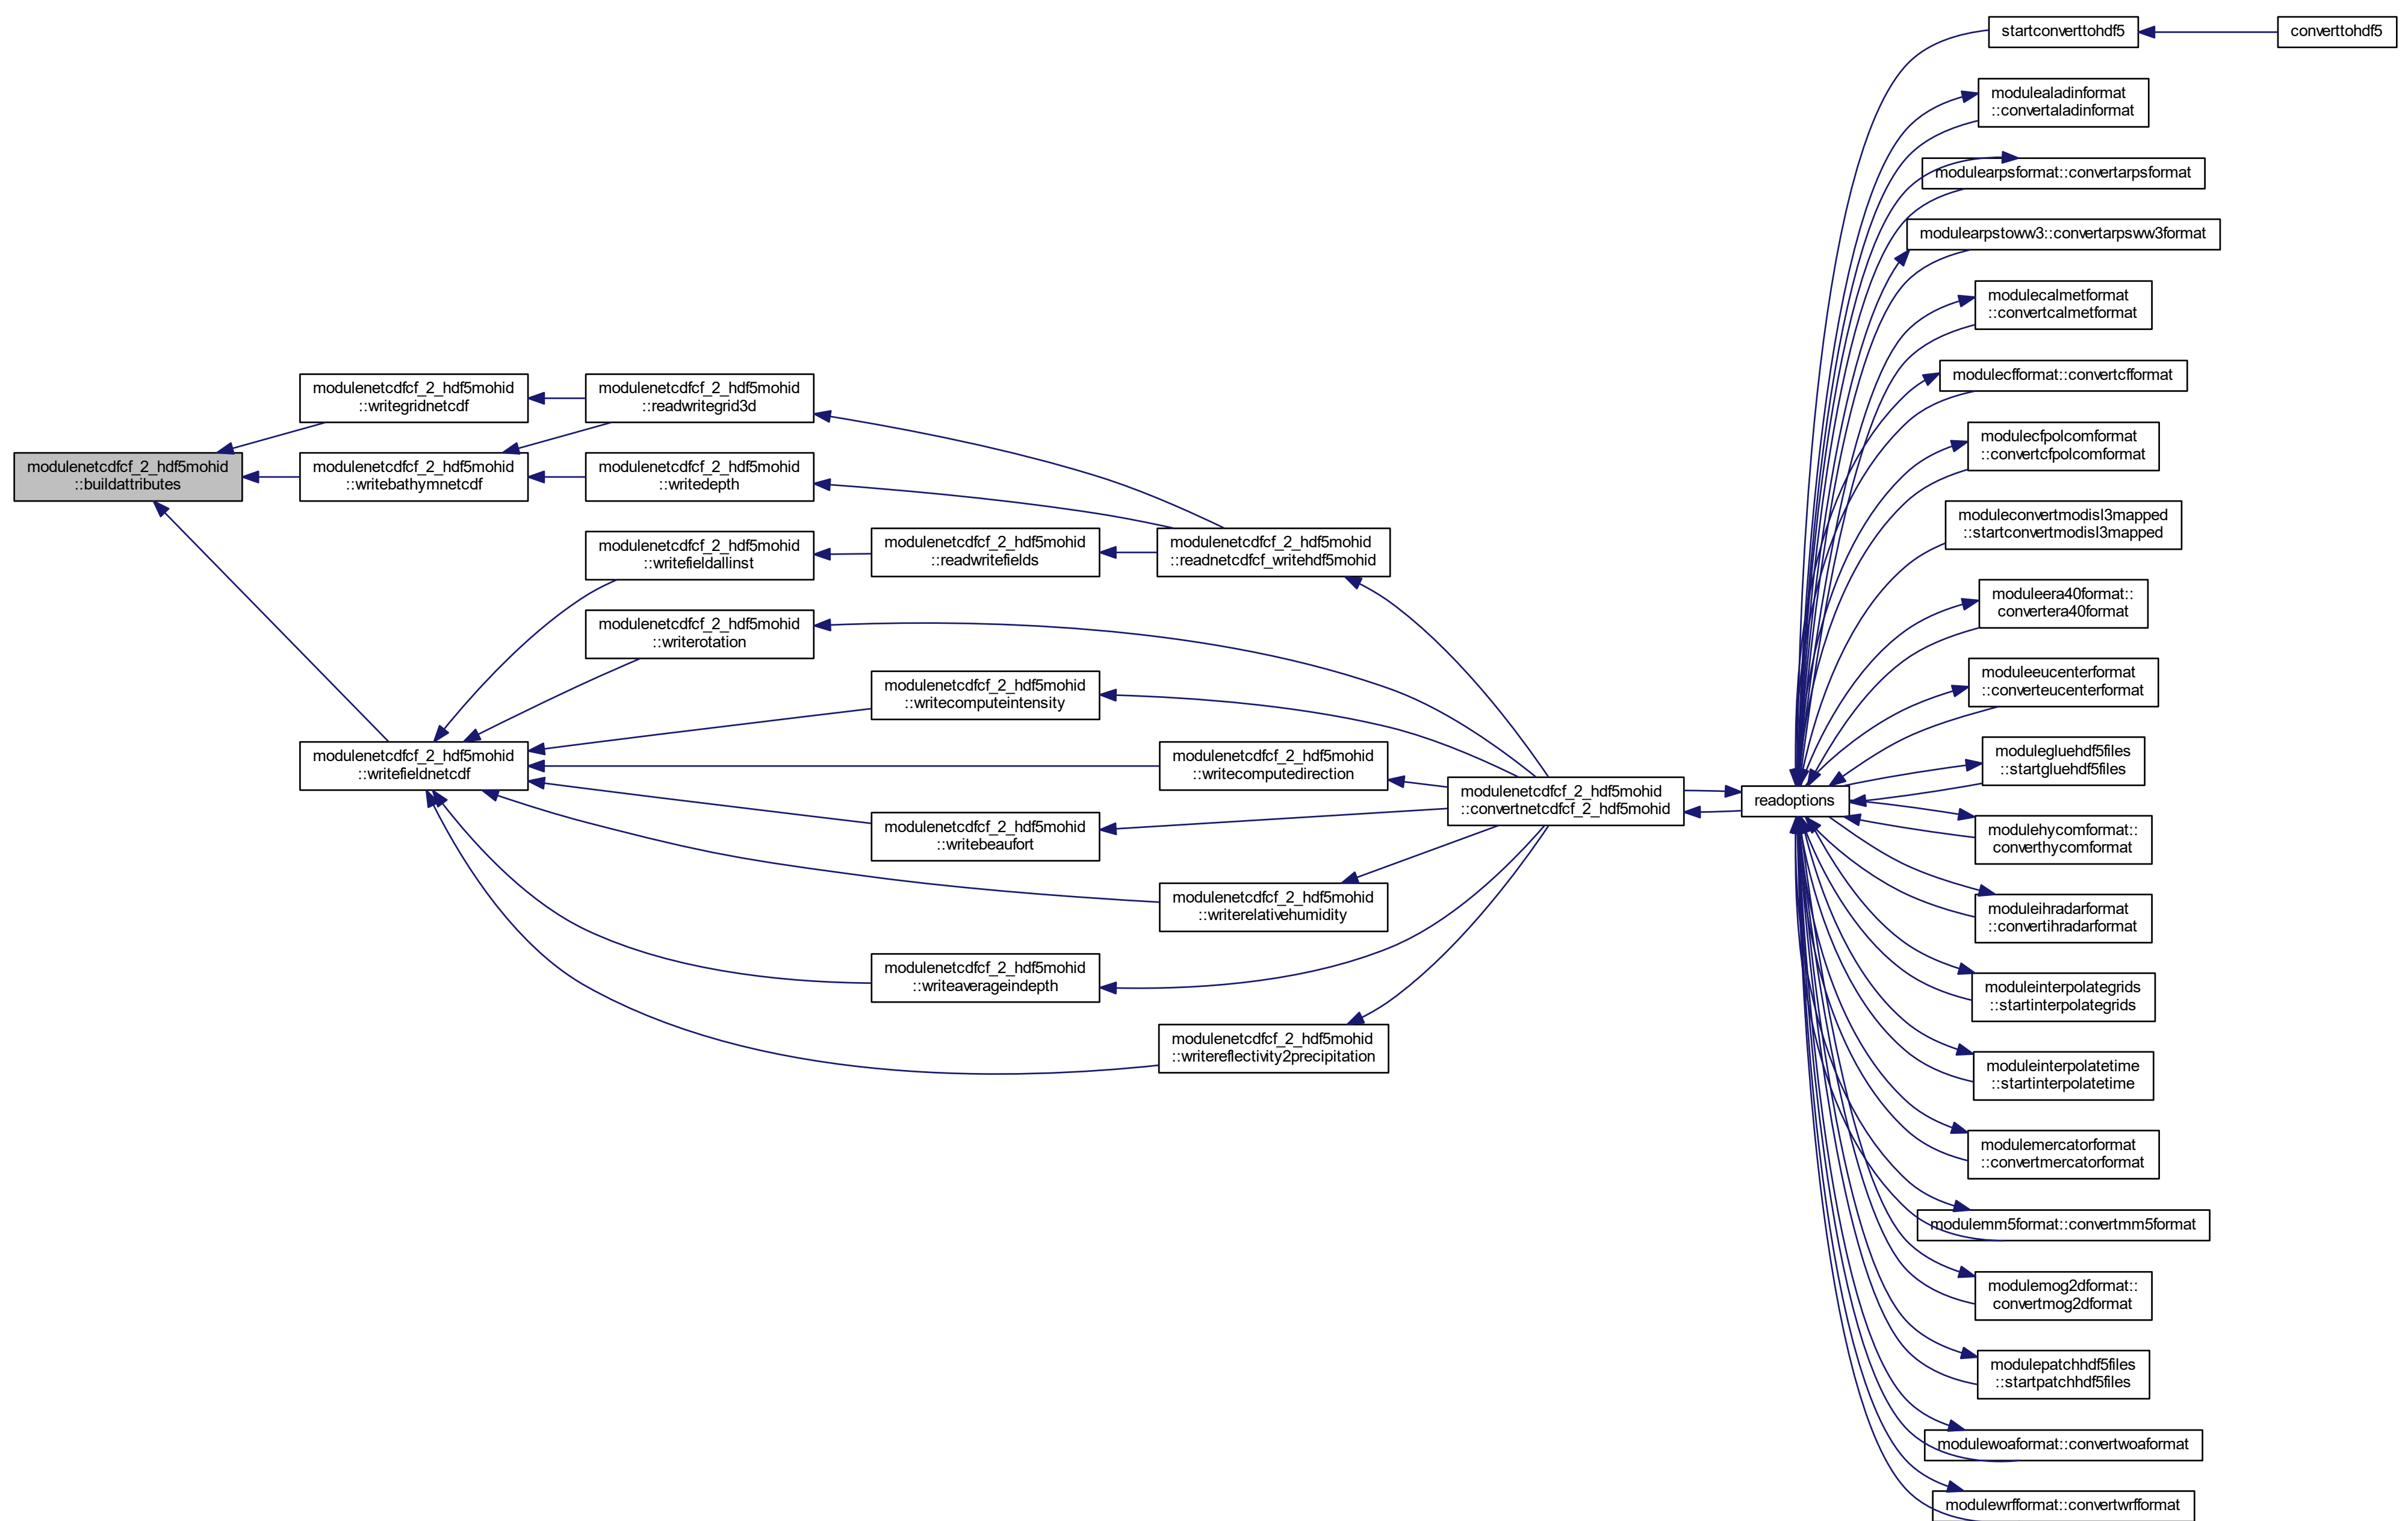 modulenetcdfcf_2_hdf5mohid
::buildattributes
modulenetcdfcf_2_hdf5mohid
::writegridnetcdf
modulenetcdfcf_2_hdf5mohid
::writebathymnetcdf
modulenetcdfcf_2_hdf5mohid
::writefieldnetcdf
modulenetcdfcf_2_hdf5mohid
::readwritegrid3d
modulenetcdfcf_2_hdf5mohid
::writedepth
modulenetcdfcf_2_hdf5mohid
::writefieldallinst
modulenetcdfcf_2_hdf5mohid
::writerotation
modulenetcdfcf_2_hdf5mohid
::readwritefields
modulenetcdfcf_2_hdf5mohid
::writecomputeintensity
modulenetcdfcf_2_hdf5mohid
::writebeaufort
modulenetcdfcf_2_hdf5mohid
::writeaverageindepth
modulenetcdfcf_2_hdf5mohid
::readnetcdfcf_writehdf5mohid
modulenetcdfcf_2_hdf5mohid
::writecomputedirection
modulenetcdfcf_2_hdf5mohid
::writerelativehumidity
modulenetcdfcf_2_hdf5mohid
::writereflectivity2precipitation
modulenetcdfcf_2_hdf5mohid
::convertnetcdfcf_2_hdf5mohid
readoptions
startconverttohdf5
converttohdf5
modulealadinformat
::convertaladinformat
modulearpsformat::convertarpsformat
modulearpstoww3::convertarpsww3format
modulecalmetformat
::convertcalmetformat
modulecfformat::convertcfformat
modulecfpolcomformat
::convertcfpolcomformat
moduleconvertmodisl3mapped
::startconvertmodisl3mapped
moduleera40format::
convertera40format
moduleeucenterformat
::converteucenterformat
modulegluehdf5files
::startgluehdf5files
modulehycomformat::
converthycomformat
moduleihradarformat
::convertihradarformat
moduleinterpolategrids
::startinterpolategrids
moduleinterpolatetime
::startinterpolatetime
modulemercatorformat
::convertmercatorformat
modulemm5format::convertmm5format
modulemog2dformat::
convertmog2dformat
modulepatchhdf5files
::startpatchhdf5files
modulewoaformat::convertwoaformat
modulewrfformat::convertwrfformat